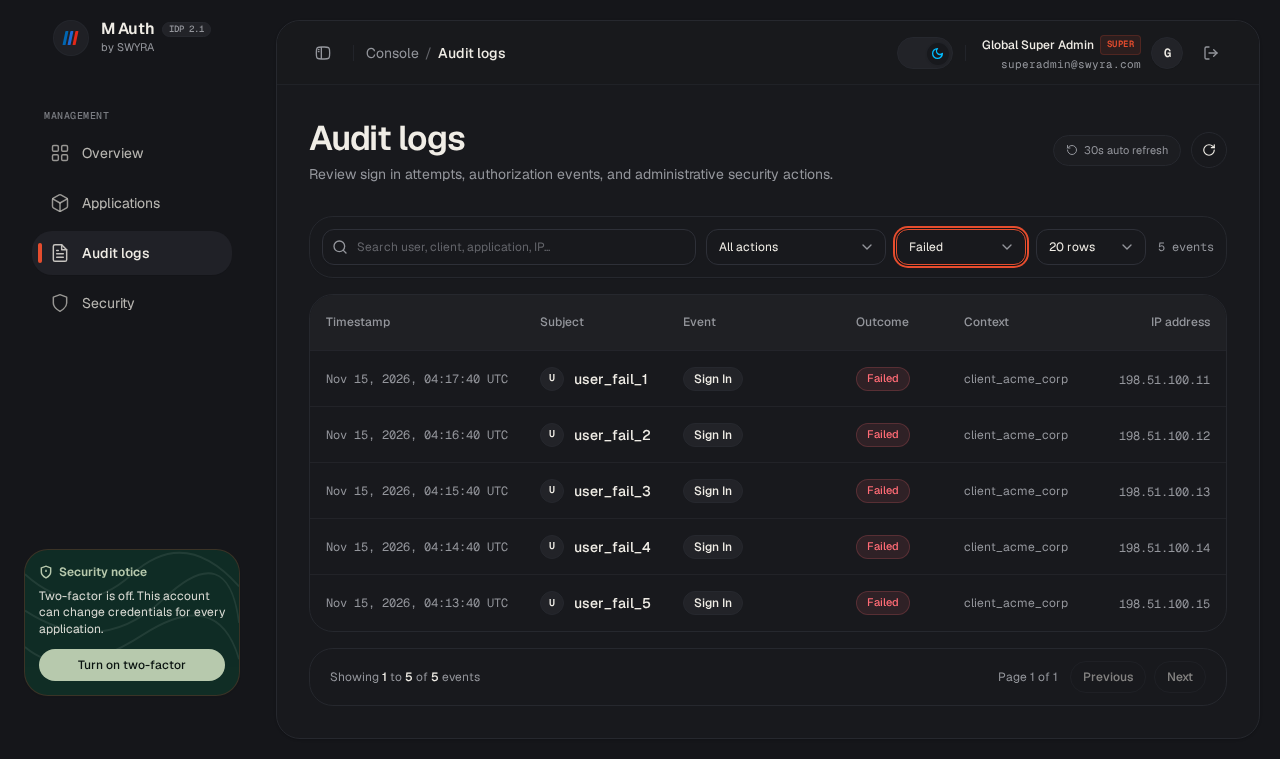 M Auth IDP 2.1
by SWYRA
MANAGEMENT
Overview
Applications
Audit logs
Security
Security notice
Two-factor is off. This account
can change credentials for every
application.
Turn on two-factor
Console / Audit logs
Global Super Admin SUPER
superadmin@swyra.com
G
Audit logs
Review sign in attempts, authorization events, and administrative security actions.
30s auto refresh
Search user, client, application, IP...
All actions
Failed
20 rows
5 events
Timestamp Subject Event Outcome Context IP address
Nov 15, 2026, 04:17:40 UTC U user_fail_1 Sign In Failed client_acme_corp 198.51.100.11
Nov 15, 2026, 04:16:40 UTC U user_fail_2 Sign In Failed client_acme_corp 198.51.100.12
Nov 15, 2026, 04:15:40 UTC U user_fail_3 Sign In Failed client_acme_corp 198.51.100.13
Nov 15, 2026, 04:14:40 UTC U user_fail_4 Sign In Failed client_acme_corp 198.51.100.14
Nov 15, 2026, 04:13:40 UTC U user_fail_5 Sign In Failed client_acme_corp 198.51.100.15
Showing 1 to 5 of 5 events
Page 1 of 1 Previous Next